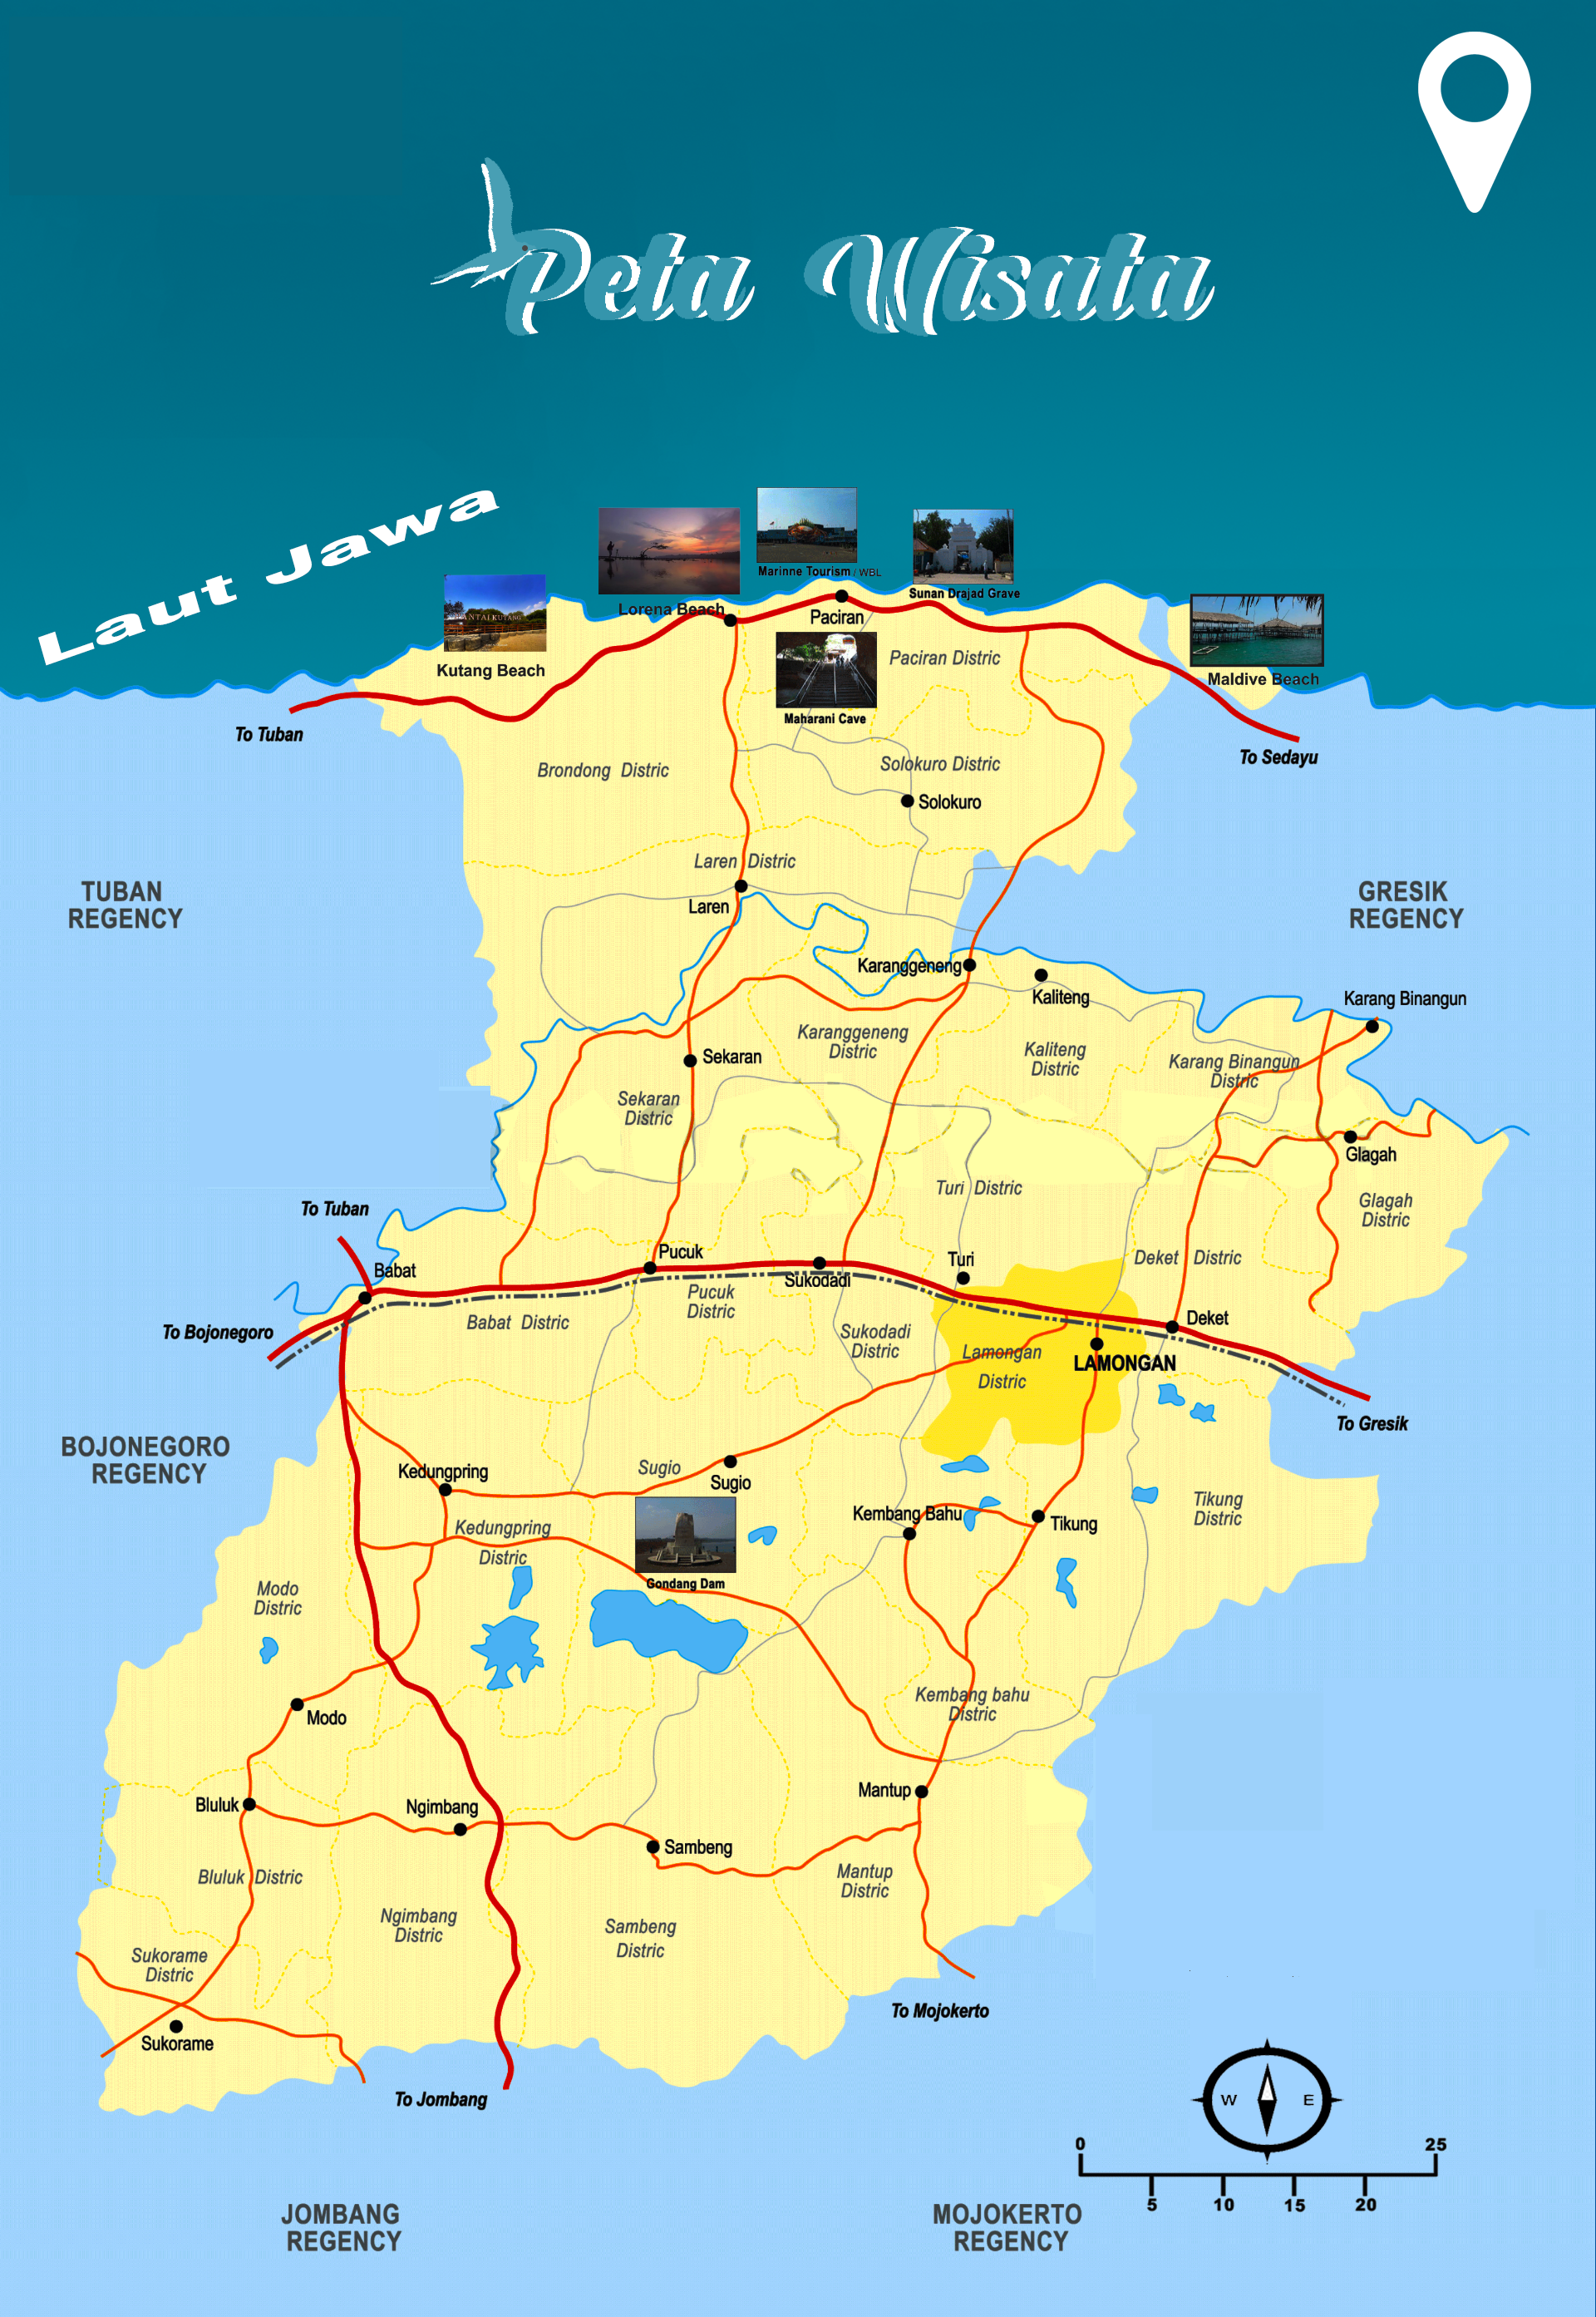 Peta Wisata
Laut Jawa
Marinne Tourism / WBL
Sunan Drajad Grave
Lorena Beach
Paciran
PANTAI KUTANG
Kutang Beach
Paciran Distric
Maldive Beach
Maharani Cave
To Tuban
To Sedayu
Brondong Distric
Solokuro Distric
Solokuro
Laren Distric
TUBAN
REGENCY
GRESIK
REGENCY
Laren
Karanggeneng
Kaliteng
Karang Binangun
Karanggeneng
Distric
Sekaran
Kaliteng
Distric
Karang Binangun
Distric
Sekaran
Distric
Glagah
Turi Distric
Glagah
Distric
To Tuban
Pucuk
Turi
Deket Distric
Babat
Sukodadi
Pucuk
Distric
Babat Distric
To Bojonegoro
Deket
Sukodadi
Distric
Lamongan
Distric
LAMONGAN
To Gresik
BOJONEGORO
REGENCY
Kedungpring
Sugio
Sugio
Kembang Bahu
Tikung
Tikung
Distric
Kedungpring
Distric
Gondang Dam
Modo
Distric
Modo
Kembang bahu
Distric
Mantup
Bluluk
Ngimbang
Sambeng
Bluluk Distric
Mantup
Distric
Ngimbang
Distric
Sambeng
Distric
Sukorame
Distric
To Mojokerto
Sukorame
To Jombang
W E
0 25
5 10 15 20
JOMBANG
REGENCY
MOJOKERTO
REGENCY